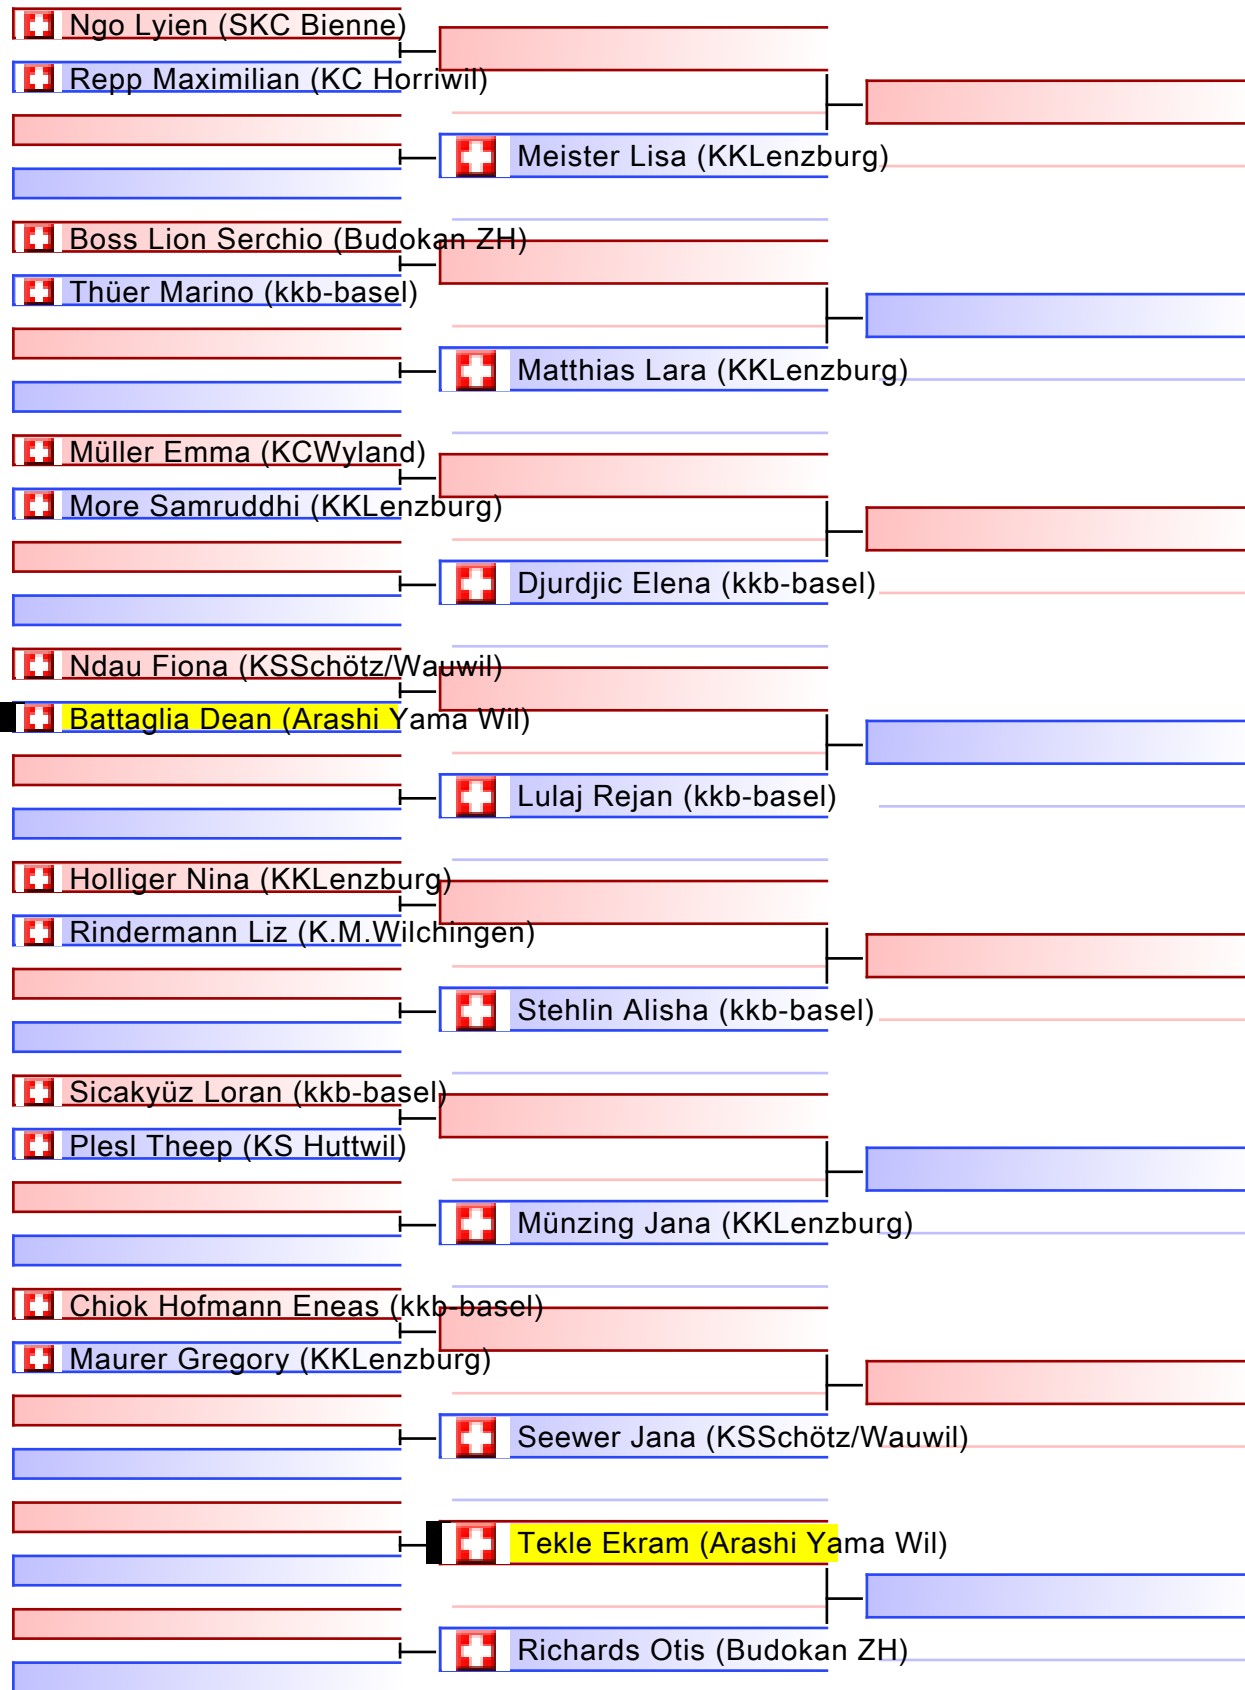 Ngo Lyien (SKC Bienne)
Repp Maximilian (KC Horriwil)
Meister Lisa (KKLenzburg)
Boss Lion Serchio (Budokan ZH)
Thüer Marino (kkb-basel)
Matthias Lara (KKLenzburg)
Müller Emma (KCWyland)
More Samruddhi (KKLenzburg)
Djurdjic Elena (kkb-basel)
Ndau Fiona (KSSchötz/Wauwil)
Battaglia Dean (Arashi Yama Wil)
Lulaj Rejan (kkb-basel)
Holliger Nina (KKLenzburg)
Rindermann Liz (K.M.Wilchingen)
Stehlin Alisha (kkb-basel)
Sicakyüz Loran (kkb-basel)
Plesl Theep (KS Huttwil)
Münzing Jana (KKLenzburg)
Chiok Hofmann Eneas (kkb-basel)
Maurer Gregory (KKLenzburg)
Seewer Jana (KSSchötz/Wauwil)
Tekle Ekram (Arashi Yama Wil)
Richards Otis (Budokan ZH)